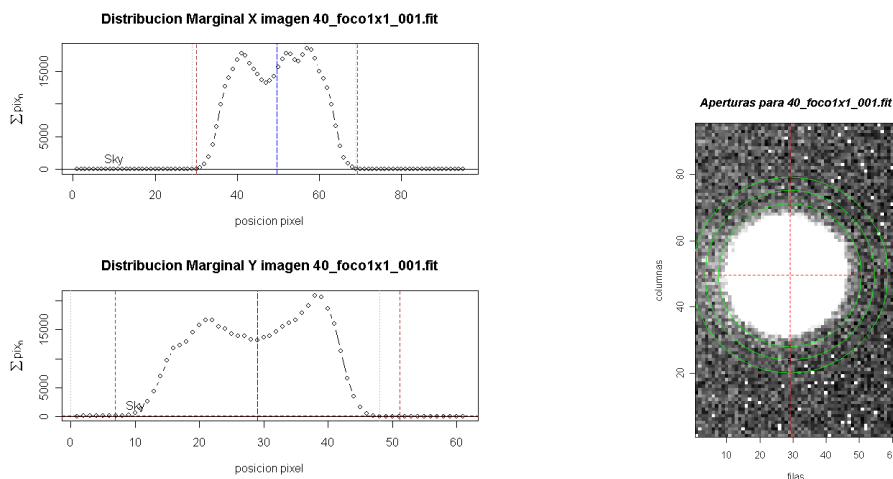 Distribucion Marginal X imagen 40_foco1x1_001.fit
Σ pixₙ
15000
5000
0
Sky
0 20 40 60 80
posicion pixel
Distribucion Marginal Y imagen 40_foco1x1_001.fit
Σ pixₙ
15000
5000
0
Sky
0 10 20 30 40 50 60
posicion pixel
Aperturas para 40_foco1x1_001.fit
columnas
80
60
40
20
10 20 30 40 50
filas